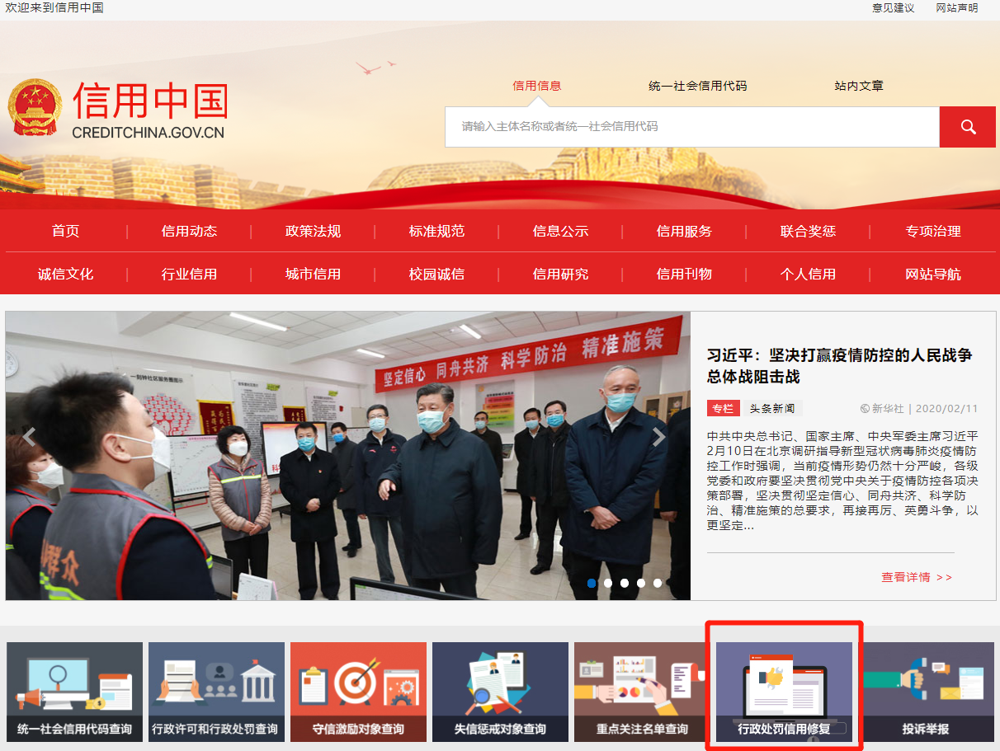 欢迎来到信用中国
意见建议 网站声明
信用中国
CREDITCHINA.GOV.CN
信用信息 统一社会信用代码 站内文章
请输入主体名称或者统一社会信用代码
首页 | 信用动态 | 政策法规 | 标准规范 | 信息公示 | 信用服务 | 联合奖惩 | 专项治理
诚信文化 | 行业信用 | 城市信用 | 校园诚信 | 信用研究 | 信用刊物 | 个人信用 | 网站导航
坚定信心 同舟共济 科学防治 精准施策
一刻钟社区服务圈图示
群众
习近平：坚决打赢疫情防控的人民战争
总体战阻击战
专栏 头条新闻 新华社 | 2020/02/11
中共中央总书记、国家主席、中央军委主席习近平
2月10日在北京调研指导新型冠状病毒肺炎疫情防
控工作时强调，当前疫情形势仍然十分严峻，各级
党委和政府要坚决贯彻党中央关于疫情防控各项决
策部署，坚决贯彻坚定信心、同舟共济、科学防
治、精准施策的总要求，再接再厉、英勇斗争，以
更坚定...
查看详情 >>
统一社会信用代码查询 行政许可和行政处罚查询 守信激励对象查询 失信惩戒对象查询 重点关注名单查询 行政处罚信用修复 投诉举报